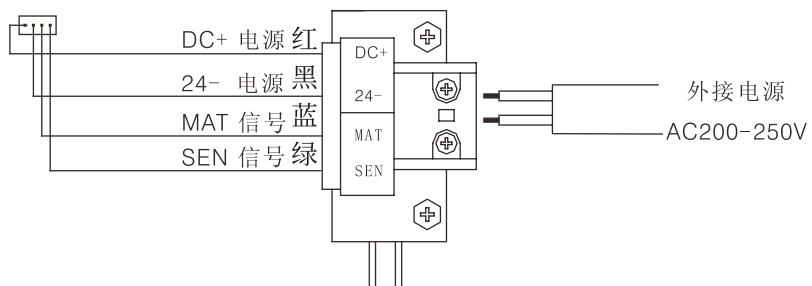 DC+ 电源 红
24- 电源 黑
MAT 信号 蓝
SEN 信号 绿
DC+
24-
MAT
SEN
外接电源
AC200-250V